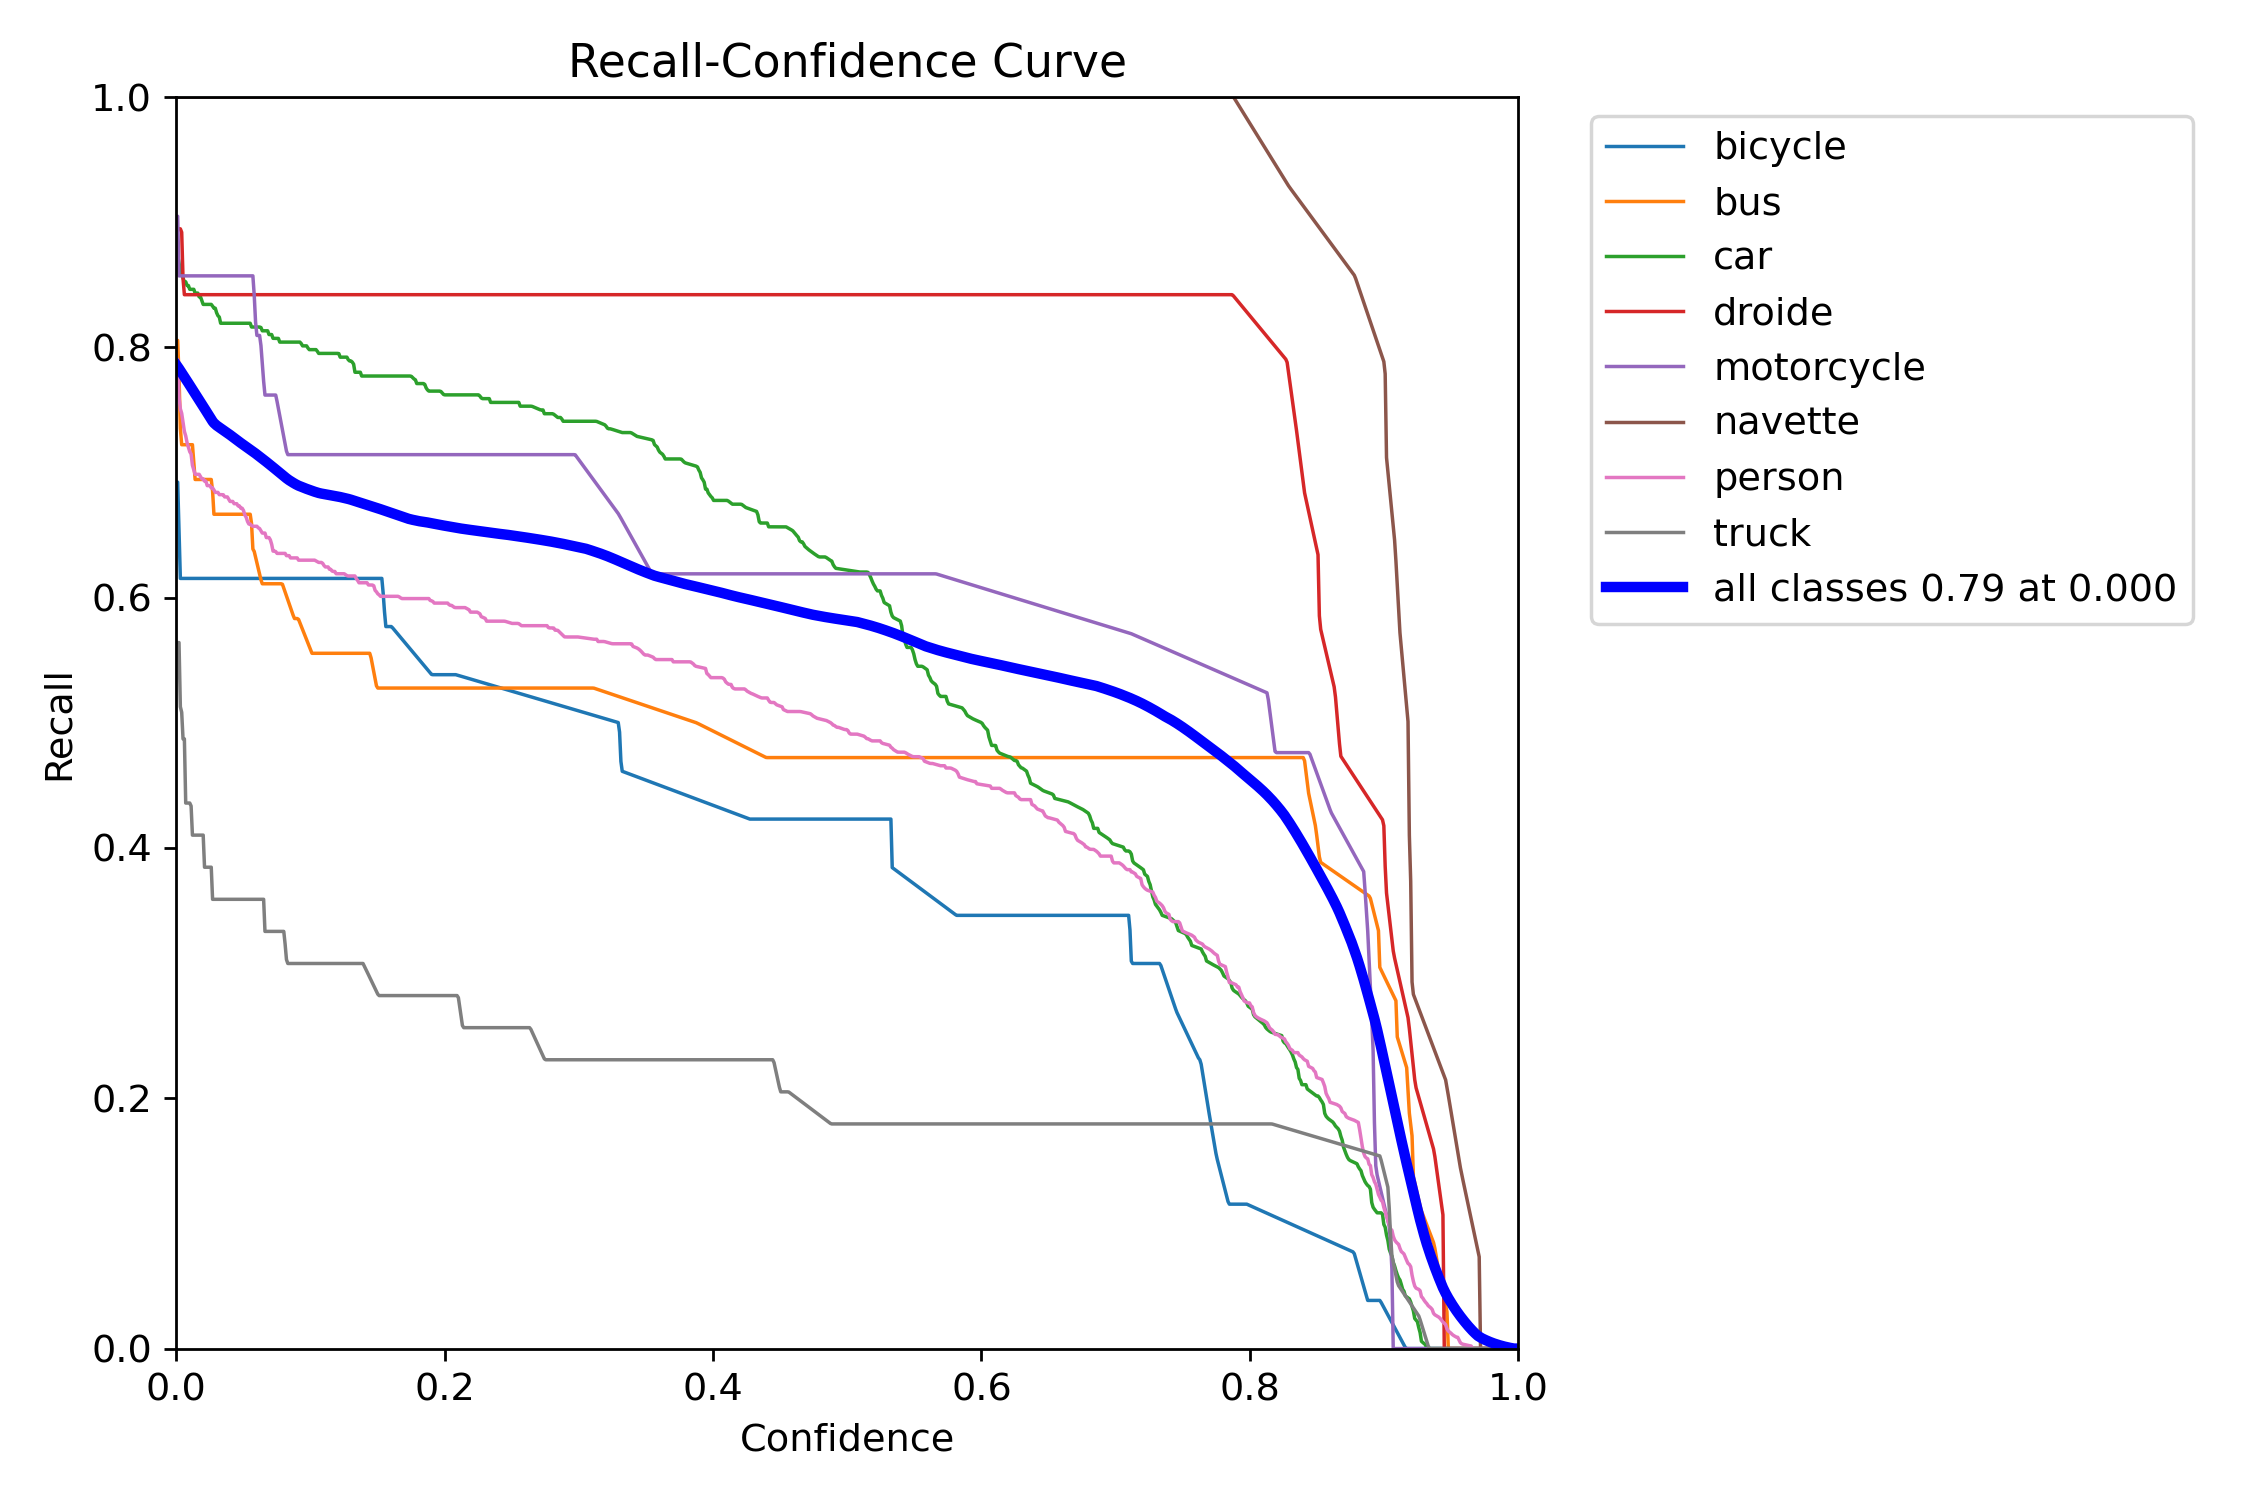 Recall-Confidence Curve
1.0
0.8
0.6
0.4
0.2
0.0
Recall
0.0 0.2 0.4 0.6 0.8 1.0
Confidence
bicycle
bus
car
droide
motorcycle
navette
person
truck
all classes 0.79 at 0.000